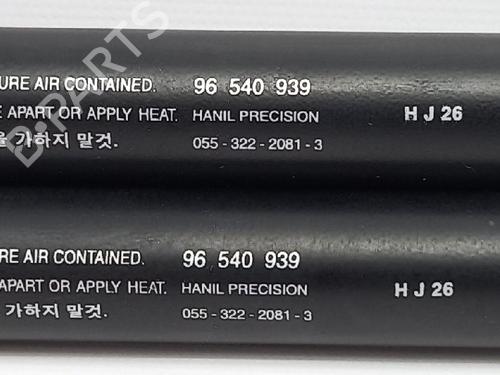 URE AIR CONTAINED. 96 540 939
E APART OR APPLY HEAT. HANIL PRECISION H J 26
을 가하지 말것. 055 - 322 - 2081 - 3
RE AIR CONTAINED. 96 540 939
APART OR APPLY HEAT. HANIL PRECISION H J 26
가하지 말것. 055 - 322 - 2081 - 3
B-PARTS